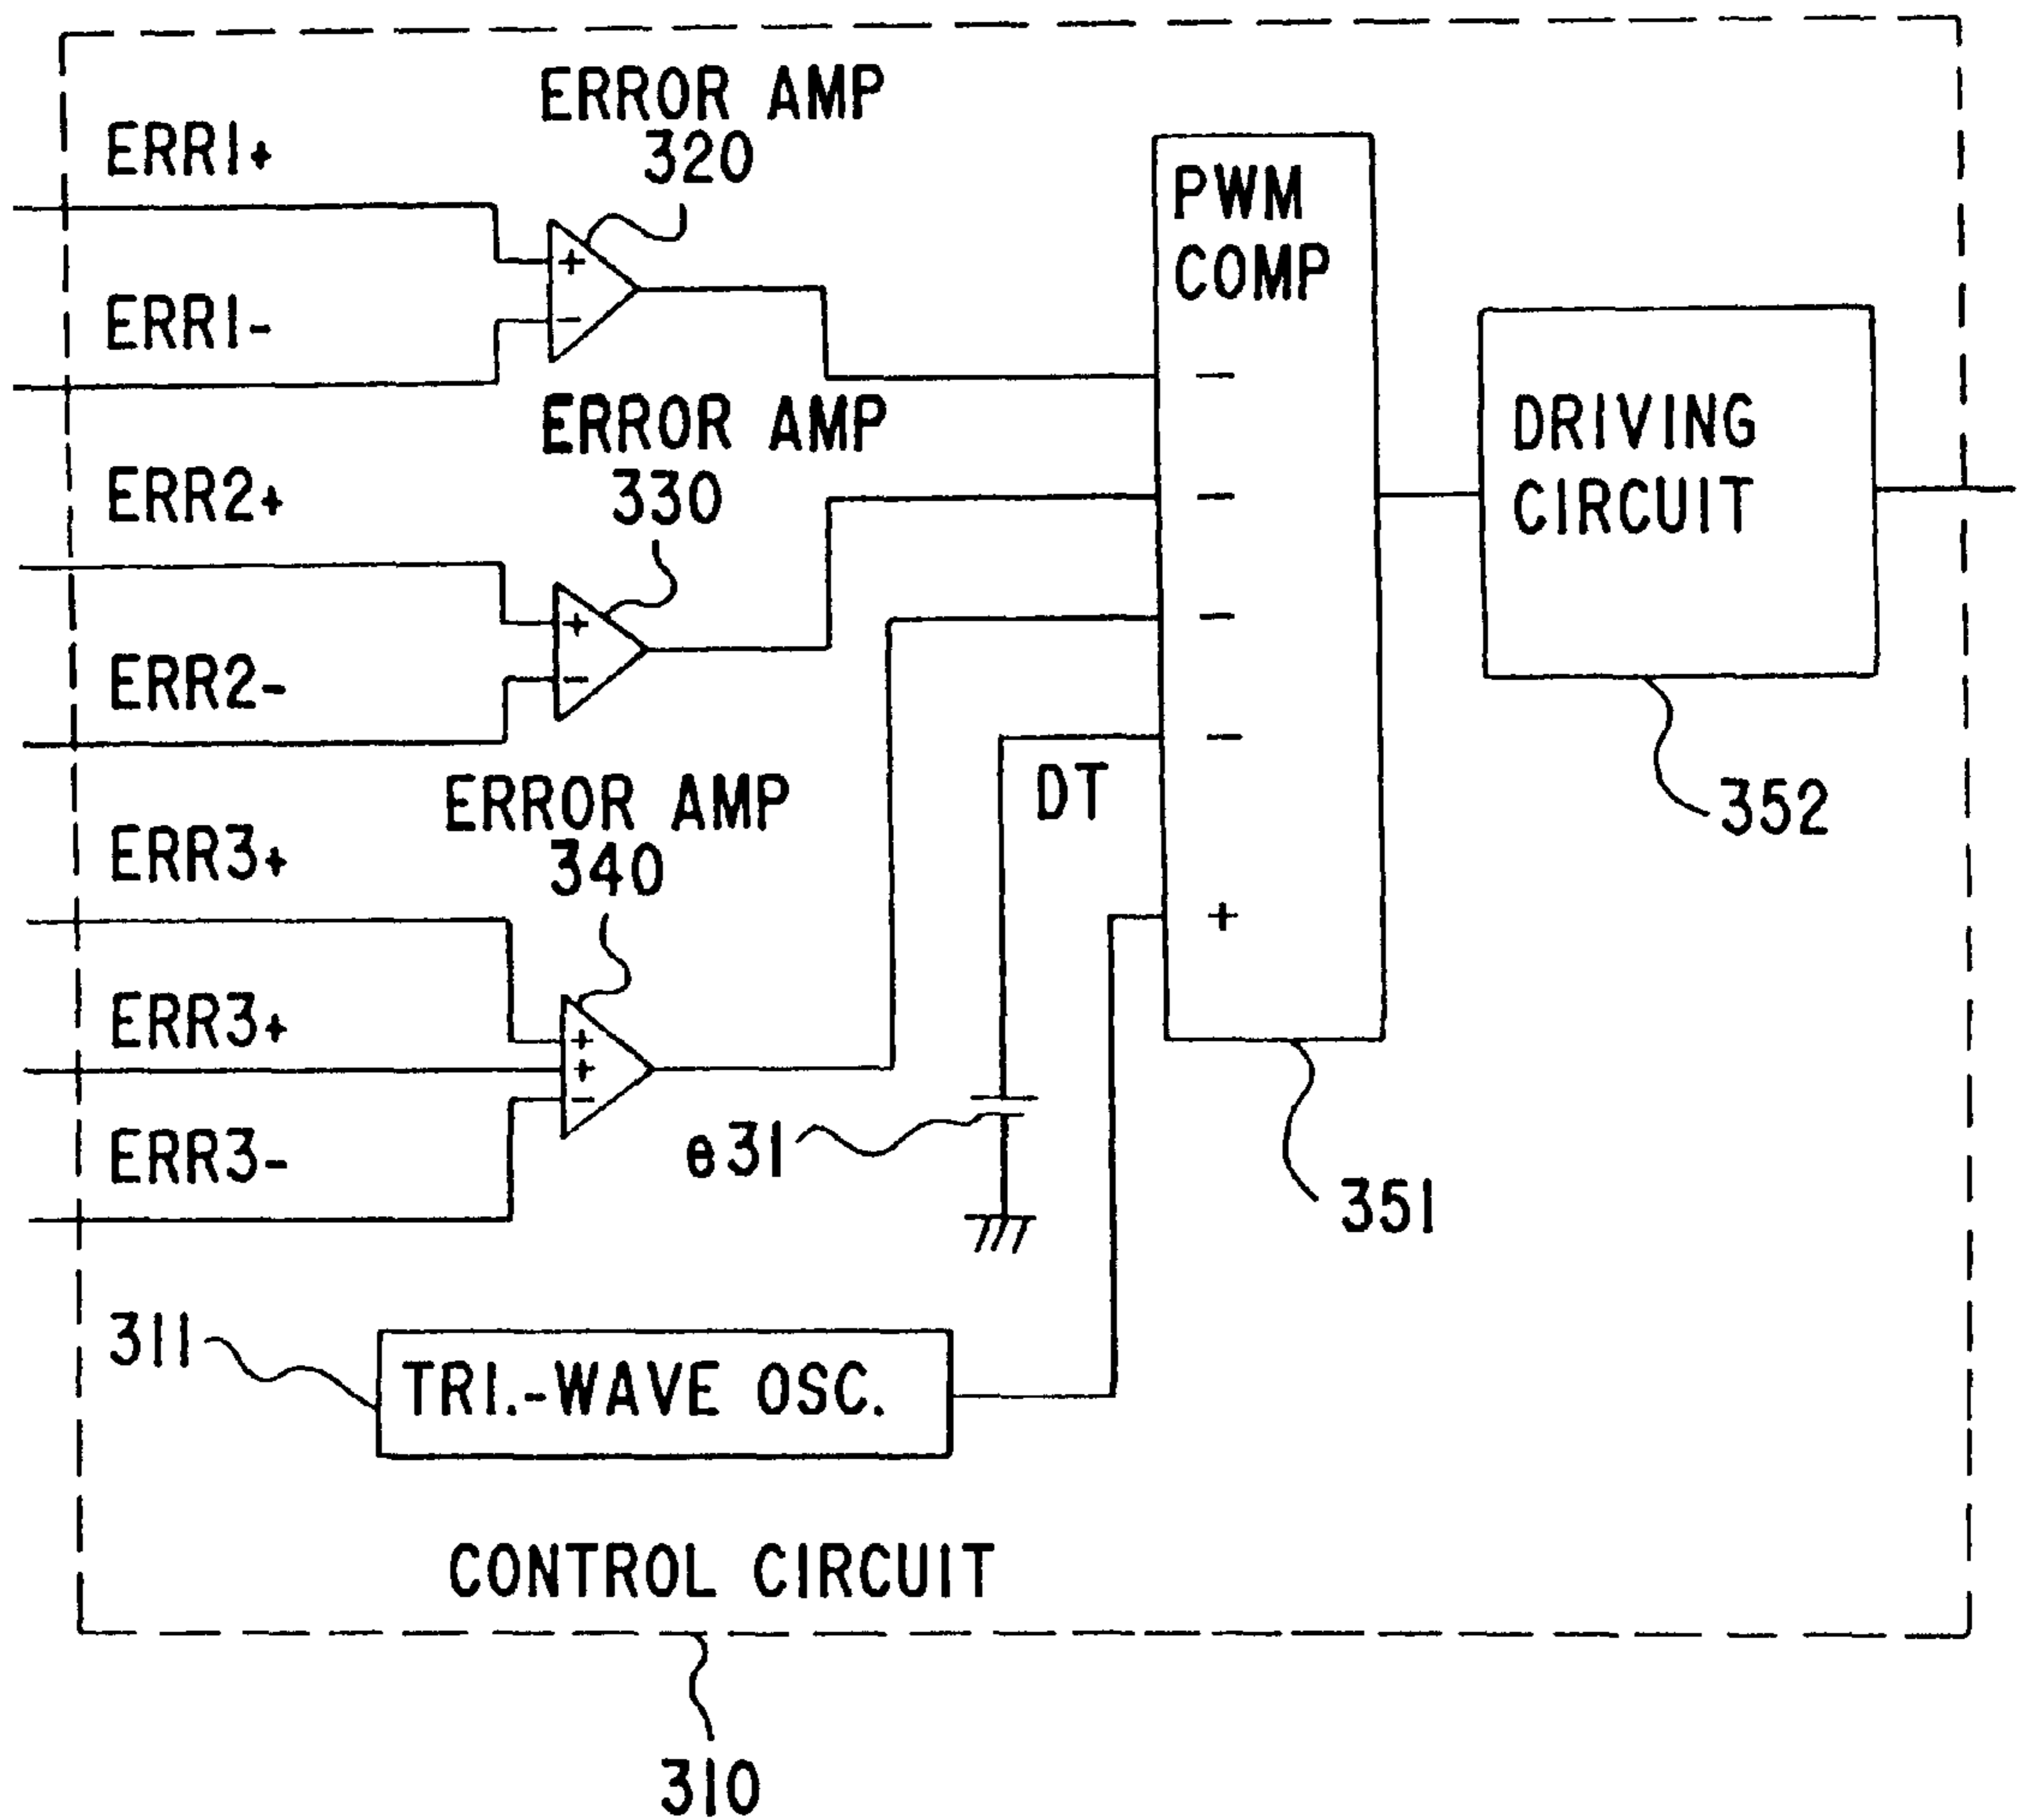 ERROR AMP
320
ERR1+
PWM
COMP
+
ERR1-
-
-
ERROR AMP
330
DRIVING
CIRCUIT
ERR2+
-
+
-
ERR2-
-
-
DT
ERROR AMP
340
352
ERR3+
+
ERR3+
+
+
-
ERR3-
e31
351
311
TRI.-WAVE OSC.
CONTROL CIRCUIT
310